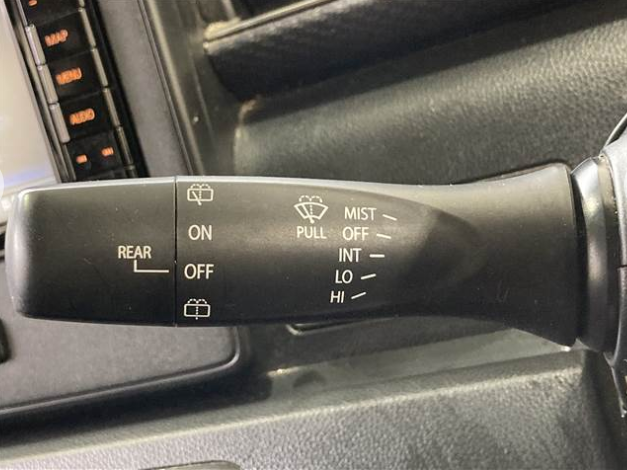 MAP
MENU
AUDIO
REAR
ON
OFF
PULL
MIST
OFF
INT
LO
HI